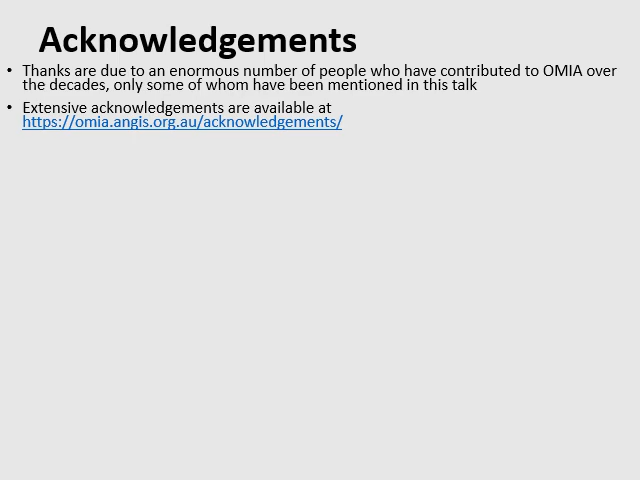 Acknowledgements
• Thanks are due to an enormous number of people who have contributed to OMIA over
the decades, only some of whom have been mentioned in this talk
• Extensive acknowledgements are available at
https://omia.angis.org.au/acknowledgements/